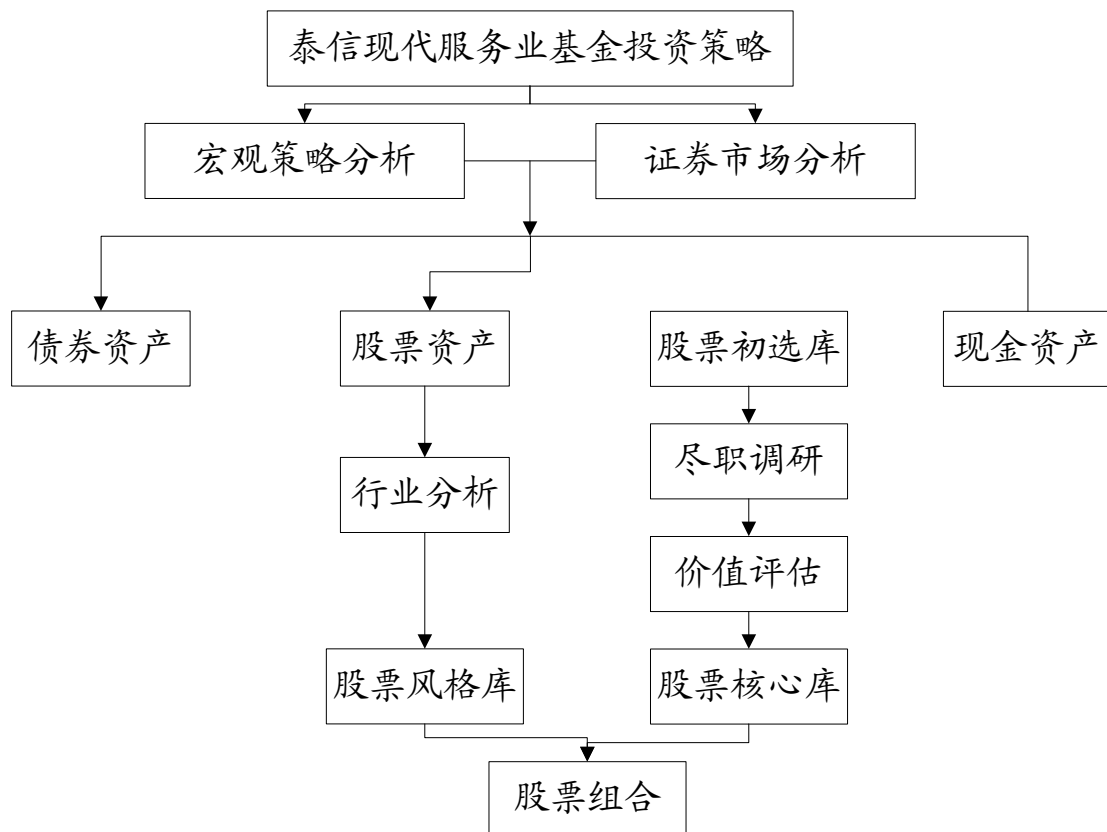 泰信现代服务业基金投资策略
宏观策略分析
证券市场分析
债券资产
股票资产
股票初选库
现金资产
尽职调研
行业分析
价值评估
股票风格库
股票核心库
股票组合